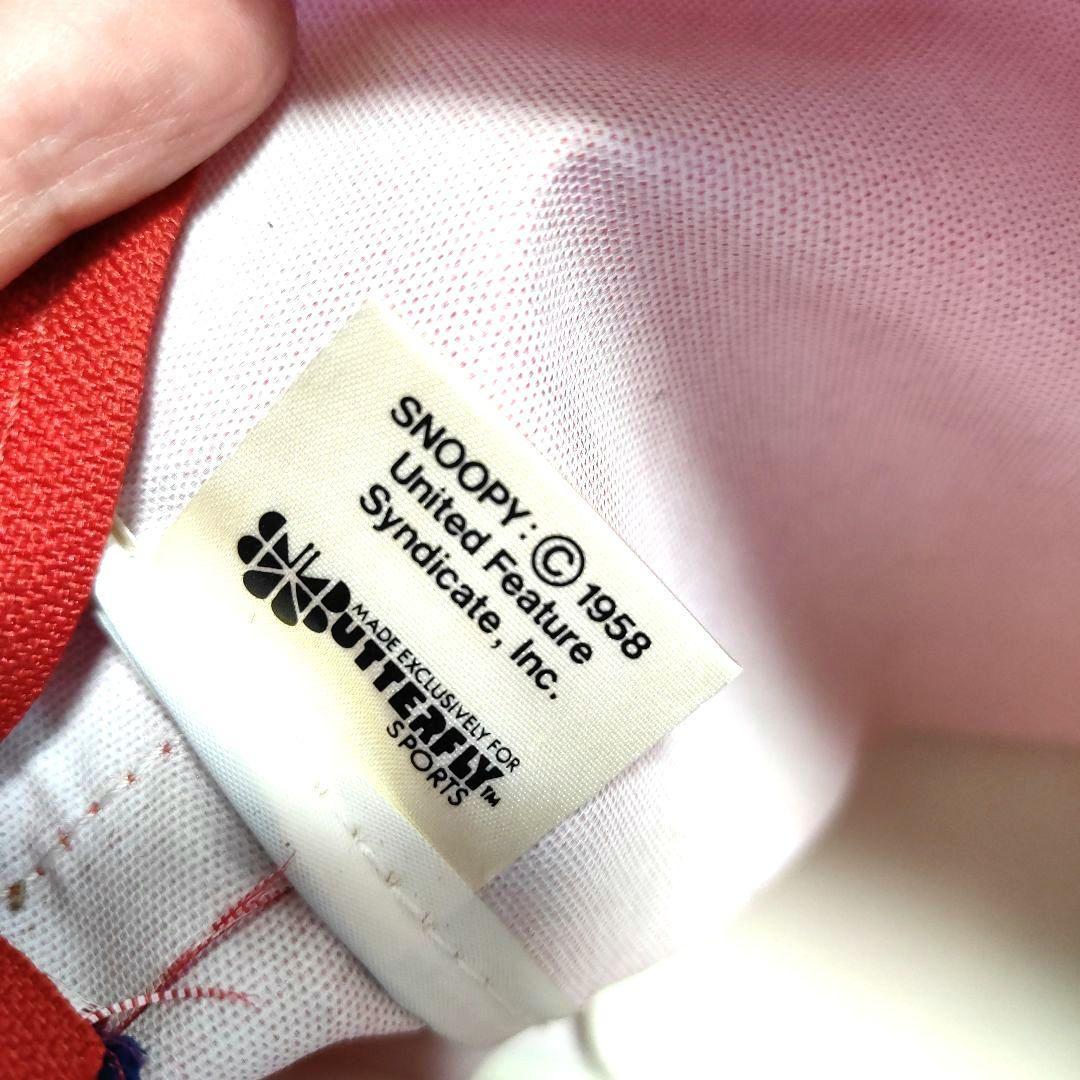 SNOOPY: © 1958
United Feature
Syndicate, Inc.
MADE EXCLUSIVELY FOR
BUTTERFLY™
SPORTS